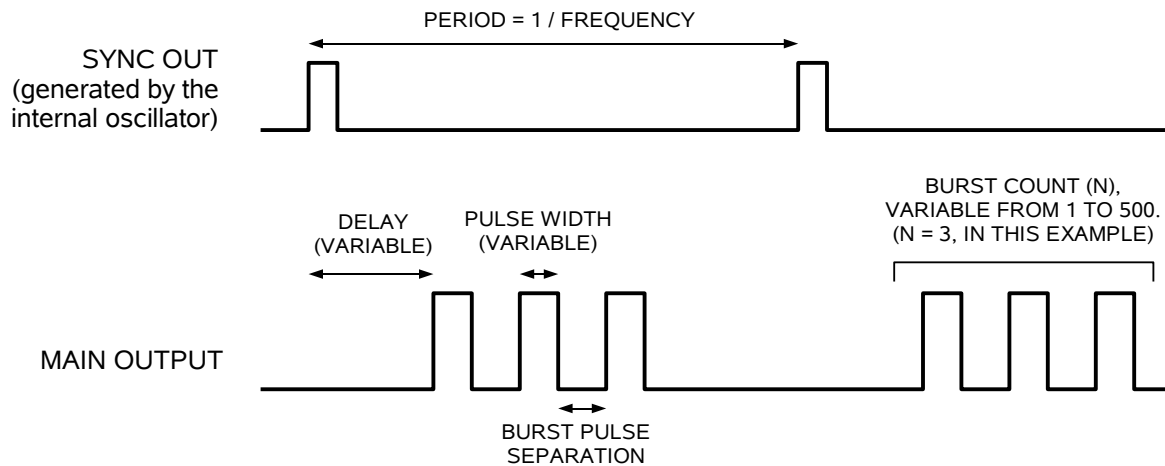 PERIOD = 1 / FREQUENCY
SYNC OUT
(generated by the
internal oscillator)
BURST COUNT (N),
VARIABLE FROM 1 TO 500.
(N = 3, IN THIS EXAMPLE)
DELAY
(VARIABLE)
PULSE WIDTH
(VARIABLE)
MAIN OUTPUT
BURST PULSE
SEPARATION